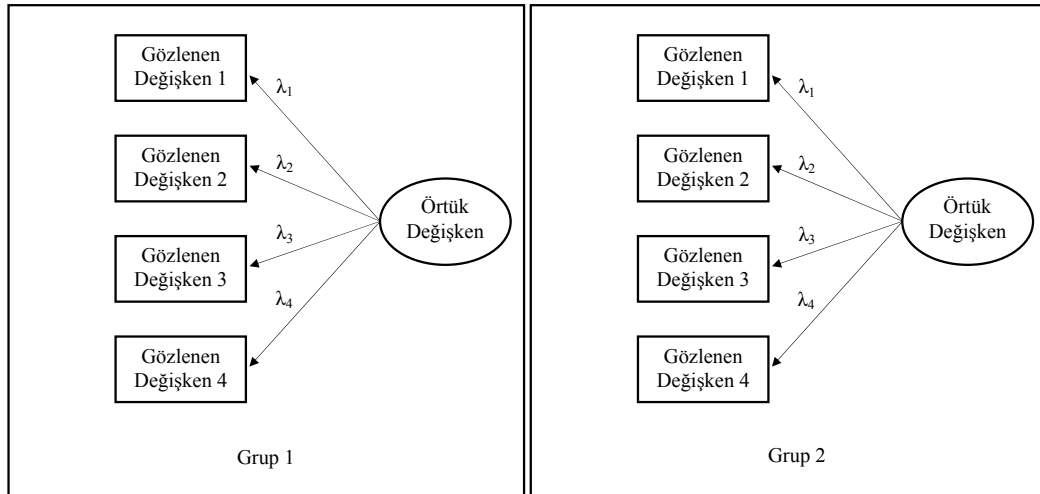 Gözlenen
Değişken 1
λ1
Gözlenen
Değişken 2
λ2
Örtük
Değişken
Gözlenen
Değişken 3
λ3
λ4
Gözlenen
Değişken 4
Grup 1
Gözlenen
Değişken 1
λ1
Gözlenen
Değişken 2
λ2
Örtük
Değişken
Gözlenen
Değişken 3
λ3
λ4
Gözlenen
Değişken 4
Grup 2